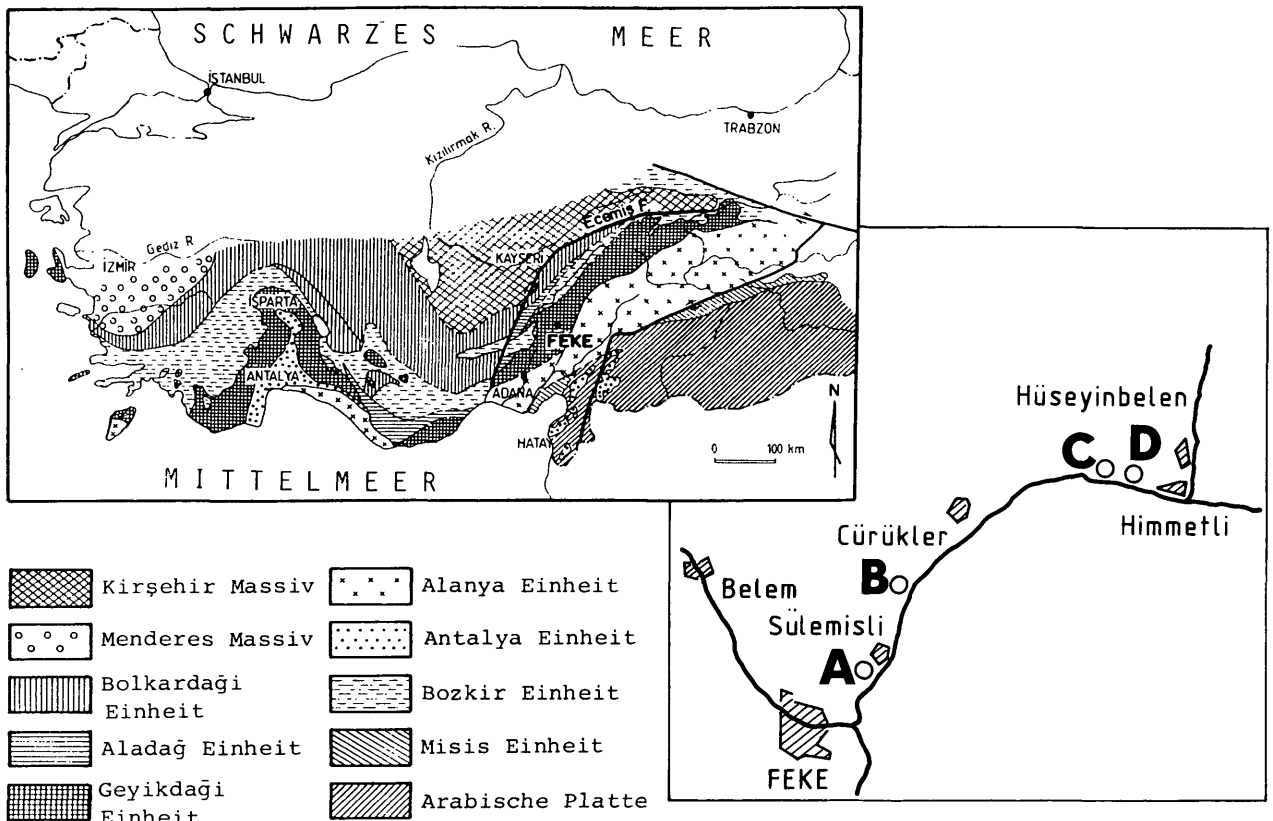 SCHWARZES MEER
İSTANBUL
TRABZON
Kızılırmak R.
Ecemiş F.
Gediz R
İZMİR
KAYSERİ
ISPARTA
FEKE
ANTALYA
ADANA
HATAY
N
0 100 km
MITTELMEER
Hüseyinbelen
C D
Himmetli
Cürükler
B
Belem
Sülemisli
A
FEKE
Kirşehir Massiv
Menderes Massiv
Bolkardaği
Einheit
Aladağ Einheit
Geyikdaği
Einheit
Alanya Einheit
Antalya Einheit
Bozkir Einheit
Misis Einheit
Arabische Platte